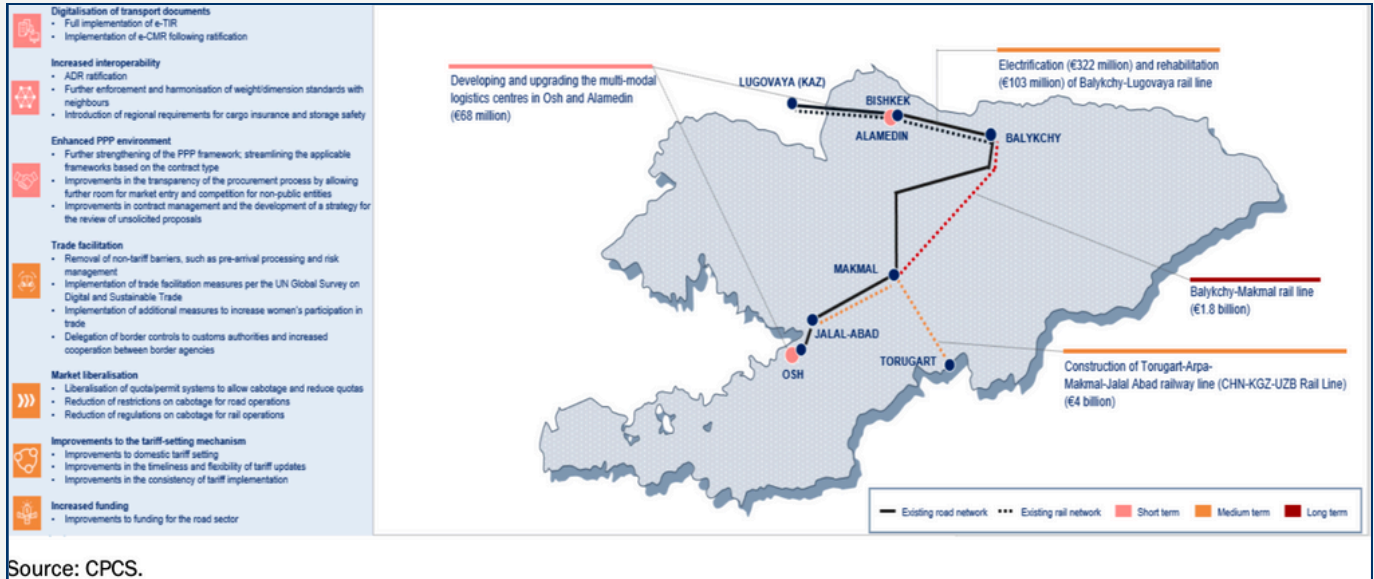 Digitalisation of transport documents
• Full implementation of e-TIR
• Implementation of e-CMR following ratification
Increased interoperability
• ADR ratification
• Further enforcement and harmonisation of weight/dimension standards with
neighbours
• Introduction of regional requirements for cargo insurance and storage safety
Enhanced PPP environment
• Further strengthening of the PPP framework; streamlining the applicable
frameworks based on the contract type
• Improvements in the transparency of the procurement process by allowing
further room for market entry and competition for non-public entities
• Improvements in contract management and the development of a strategy for
the review of unsolicited proposals
Trade facilitation
• Removal of non-tariff barriers, such as pre-arrival processing and risk
management
• Implementation of trade facilitation measures per the UN Global Survey on
Digital and Sustainable Trade
• Implementation of additional measures to increase women's participation in
trade
• Delegation of border controls to customs authorities and increased
cooperation between border agencies
Market liberalisation
• Liberalisation of quota/permit systems to allow cabotage and reduce quotas
• Reduction of restrictions on cabotage for road operations
• Reduction of regulations on cabotage for rail operations
Improvements to the tariff-setting mechanism
• Improvements to domestic tariff setting
• Improvements in the timeliness and flexibility of tariff updates
• Improvements in the consistency of tariff implementation
Increased funding
• Improvements to funding for the road sector
Developing and upgrading the multi-modal
logistics centres in Osh and Alamedin
(€68 million)
Electrification (€322 million) and rehabilitation
(€103 million) of Balykchy-Lugovaya rail line
LUGOVAYA (KAZ)
BISHKEK
ALAMEDIN
BALYKCHY
MAKMAL
JALAL-ABAD
OSH
TORUGART
Balykchy-Makmal rail line
(€1.8 billion)
Construction of Torugart-Arpa-
Makmal-Jalal Abad railway line (CHN-KGZ-UZB Rail Line)
(€4 billion)
Existing road network
Existing rail network
Short term
Medium term
Long term
Source: CPCS.